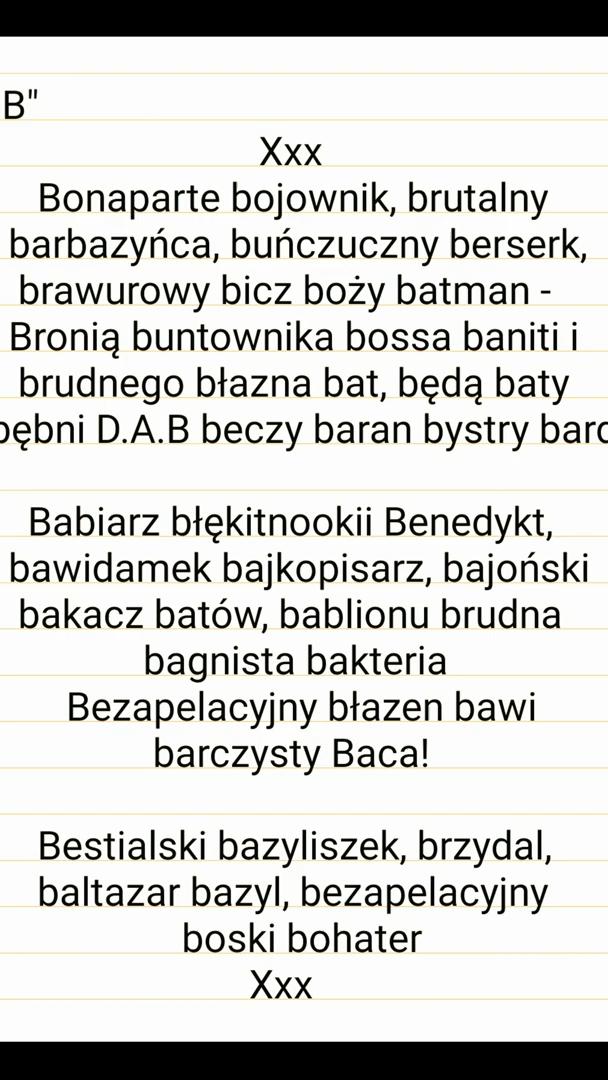 B"
Xxx
Bonaparte bojownik, brutalny
barbazyńca, buńczuczny berserk,
brawurowy bicz boży batman -
Bronią buntownika bossa baniti i
brudnego błazna bat, będą baty
D.A.B beczy baran bystry
Babiarz błękitnookii Benedykt,
bawidamek bajkopisarz, bajoński
bakacz batów, bablionu brudna
bagnista bakteria
Bezapelacyjny błazen bawi
barczysty Baca!
Bestialski bazyliszek, brzydal,
baltazar bazyl, bezapelacyjny
boski bohater
Xxx